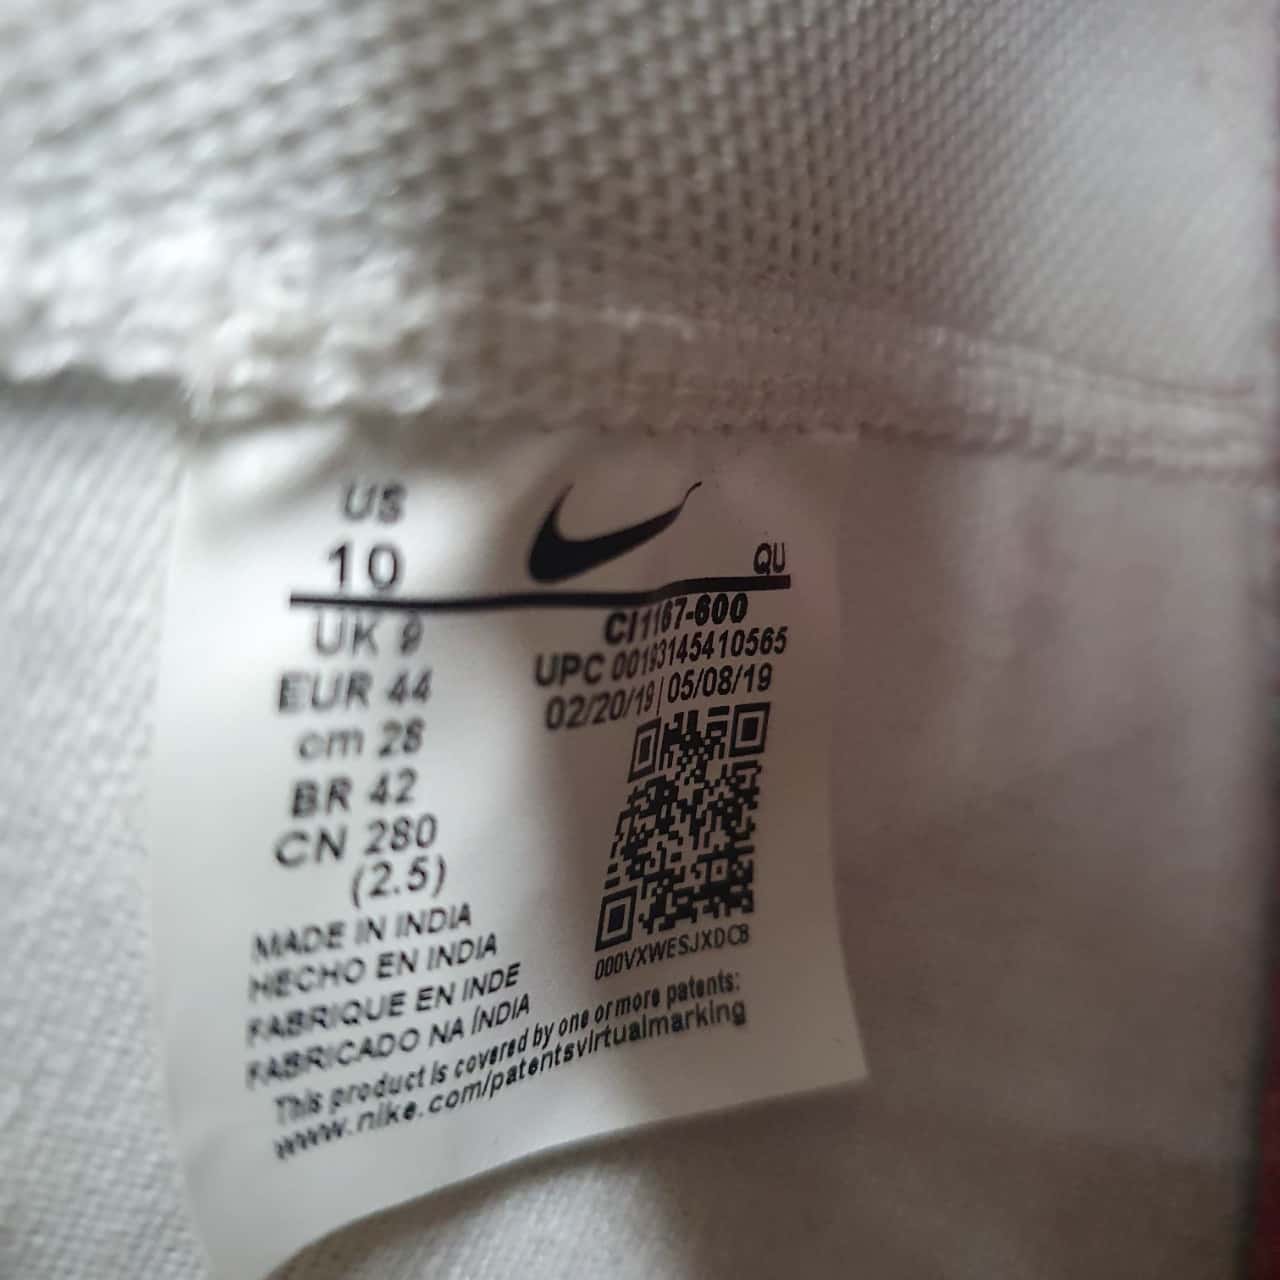 US
10
UK 9
EUR 44
cm 28
BR 42
CN 280
(2.5)
QU
CI1167-600
UPC 00193145410565
02/20/19|05/08/19
000VXWESJXDC8
MADE IN INDIA
HECHO EN INDIA
FABRIQUE EN INDE
FABRICADO NA ÍNDIA
This product is covered by one or more patents:
www.nike.com/patentsvirtualmarking